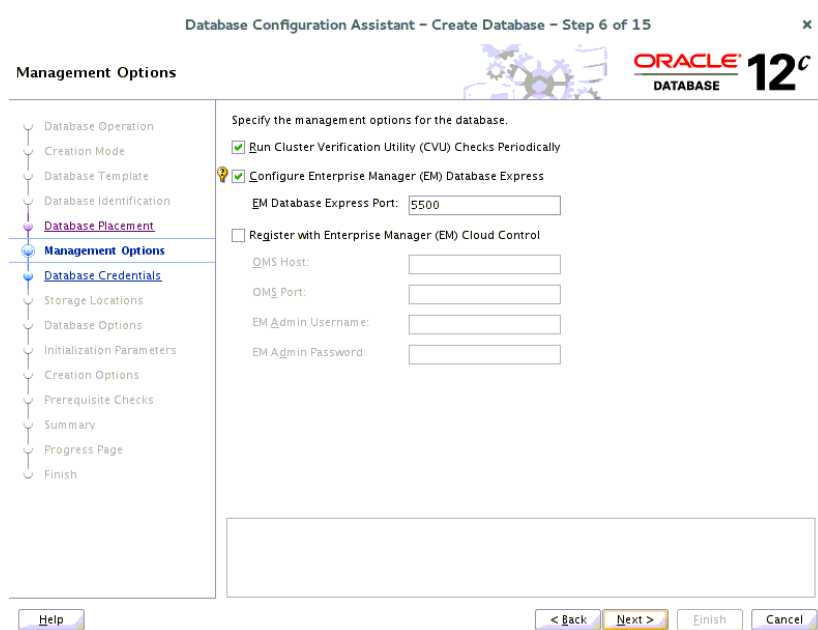 Database Configuration Assistant – Create Database – Step 6 of 15
Management Options
ORACLE
DATABASE
12c
Database Operation
Creation Mode
Database Template
Database Identification
Database Placement
Management Options
Database Credentials
Storage Locations
Database Options
Initialization Parameters
Creation Options
Prerequisite Checks
Summary
Progress Page
Finish
Specify the management options for the database.
Run Cluster Verification Utility (CVU) Checks Periodically
Configure Enterprise Manager (EM) Database Express
EM Database Express Port: 5500
Register with Enterprise Manager (EM) Cloud Control
OMS Host:
OMS Port:
EM Admin Username:
EM Admin Password:
Help
< Back
Next >
Finish
Cancel